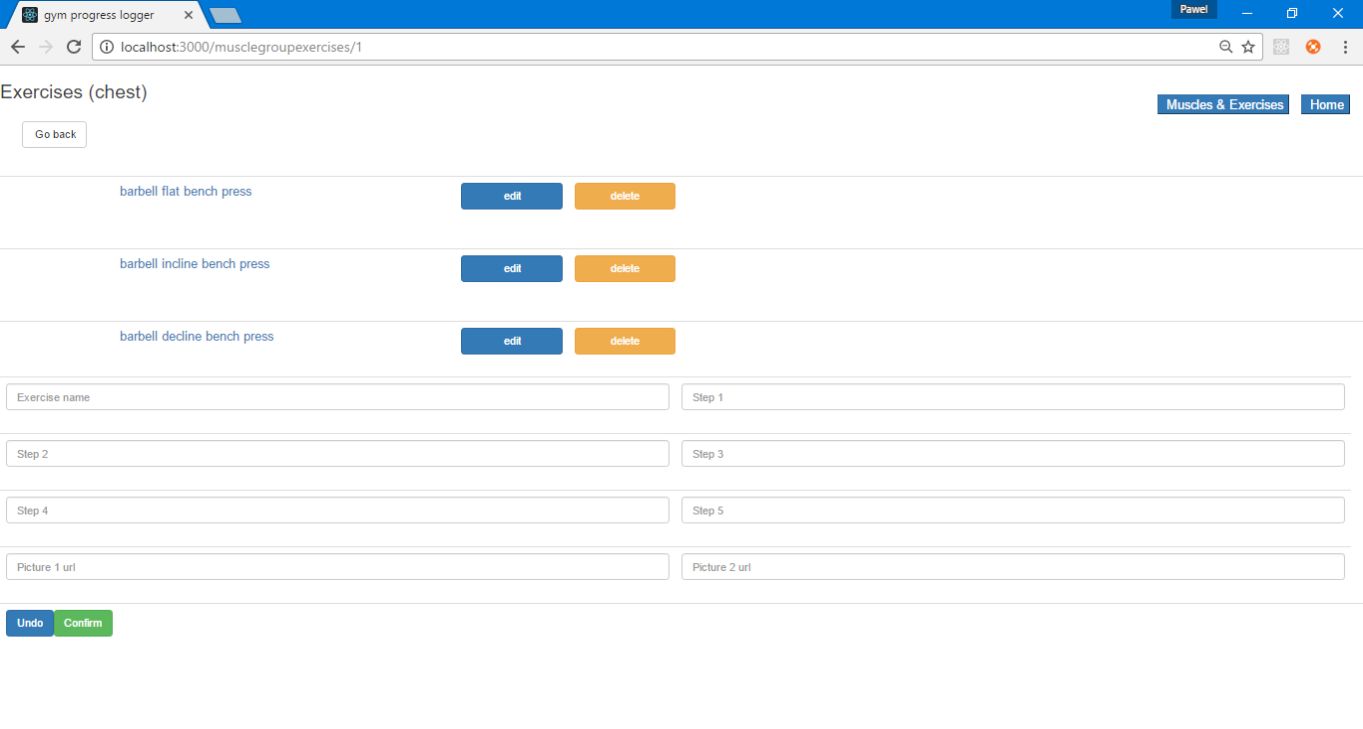 gym progress logger
Pawel
localhost:3000/musclegroupexercises/1
Exercises (chest)
Muscles & Exercises Home
Go back
barbell flat bench press edit delete
barbell incline bench press edit delete
barbell decline bench press edit delete
Exercise name Step 1
Step 2 Step 3
Step 4 Step 5
Picture 1 url Picture 2 url
Undo Confirm